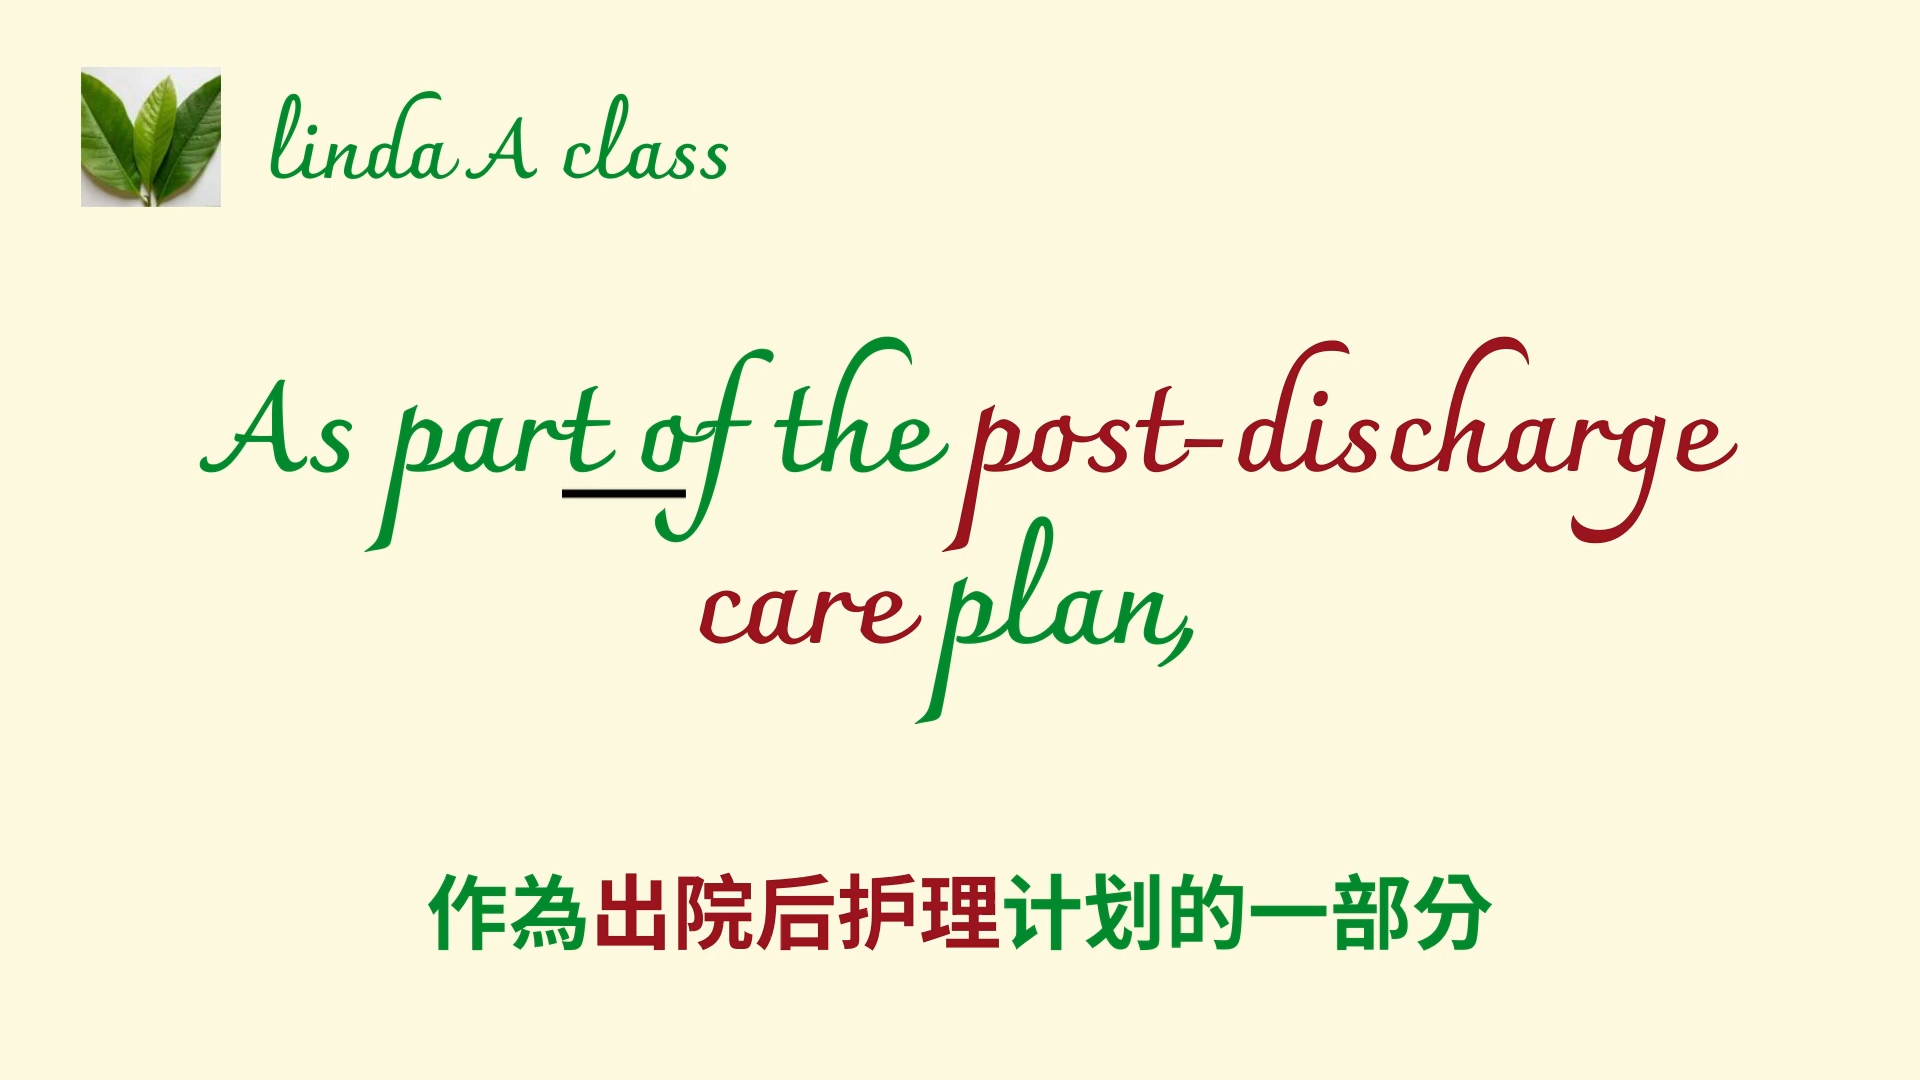 linda A class
As part of the post-discharge
care plan,
作為出院后护理计划的一部分